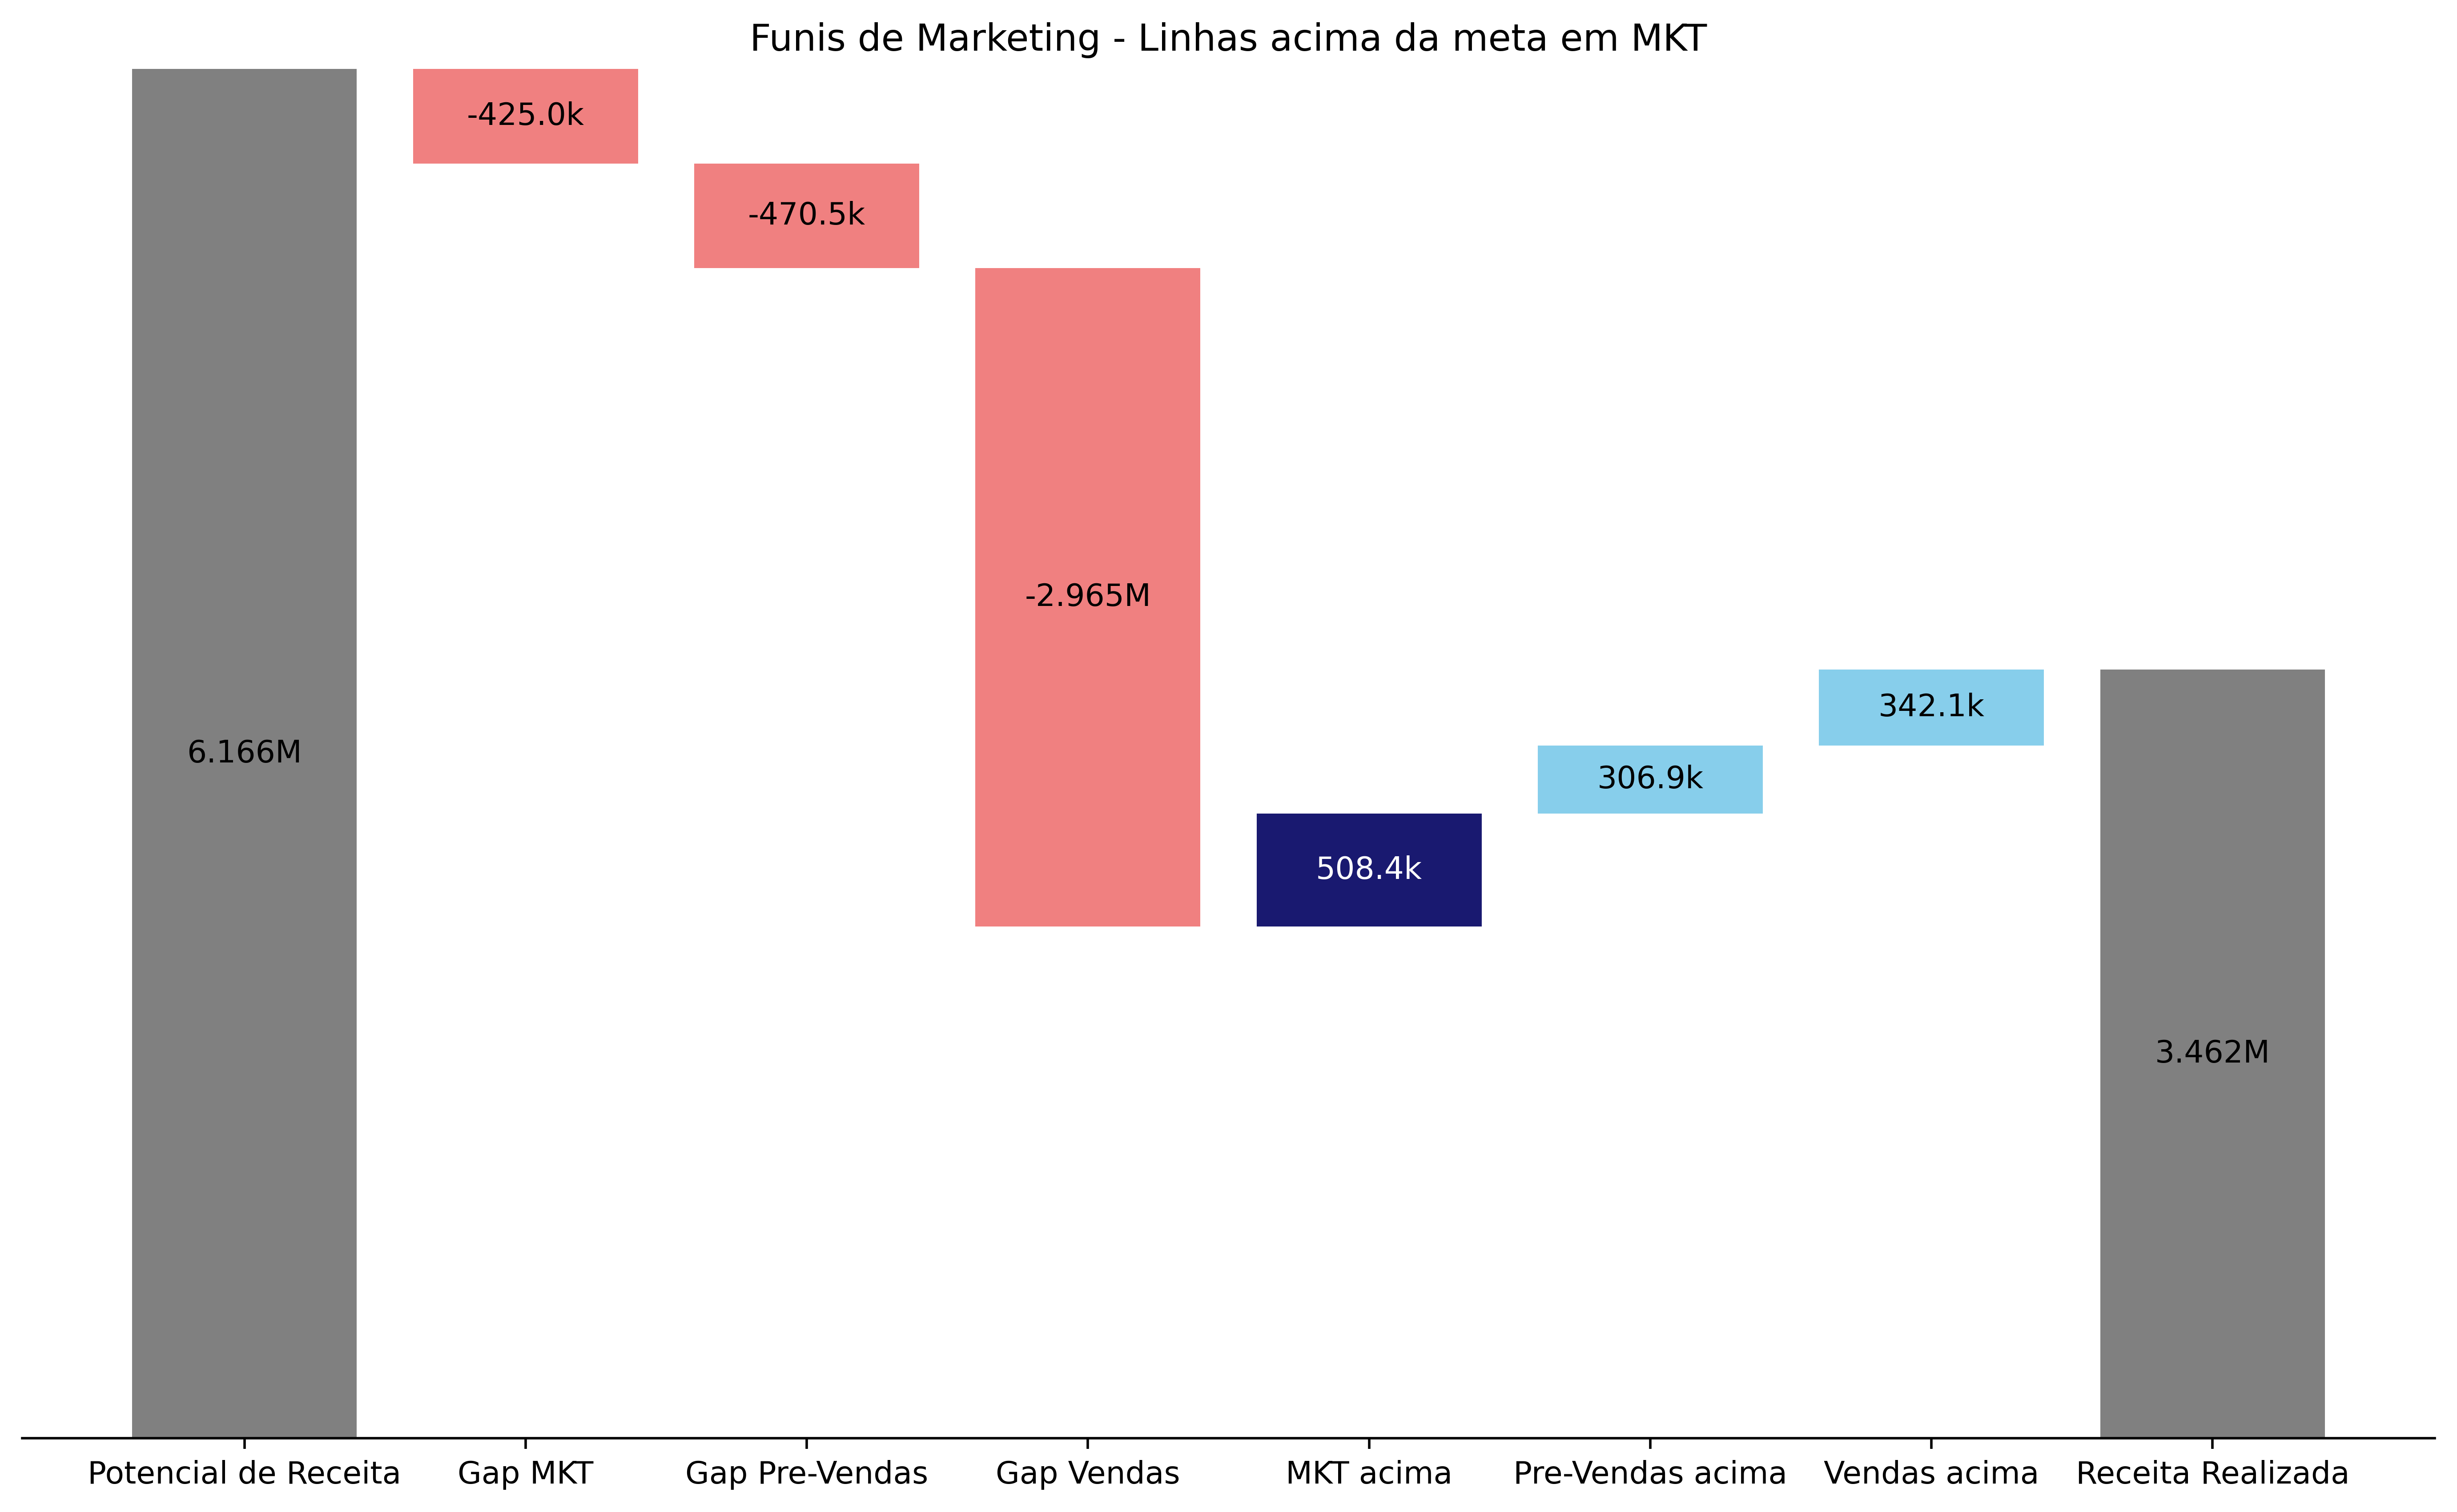 Funis de Marketing - Linhas acima da meta em MKT
-425.0k
-470.5k
-2.965M
342.1k
6.166M
306.9k
508.4k
3.462M
Potencial de Receita Gap MKT Gap Pre-Vendas Gap Vendas MKT acima Pre-Vendas acima Vendas acima Receita Realizada